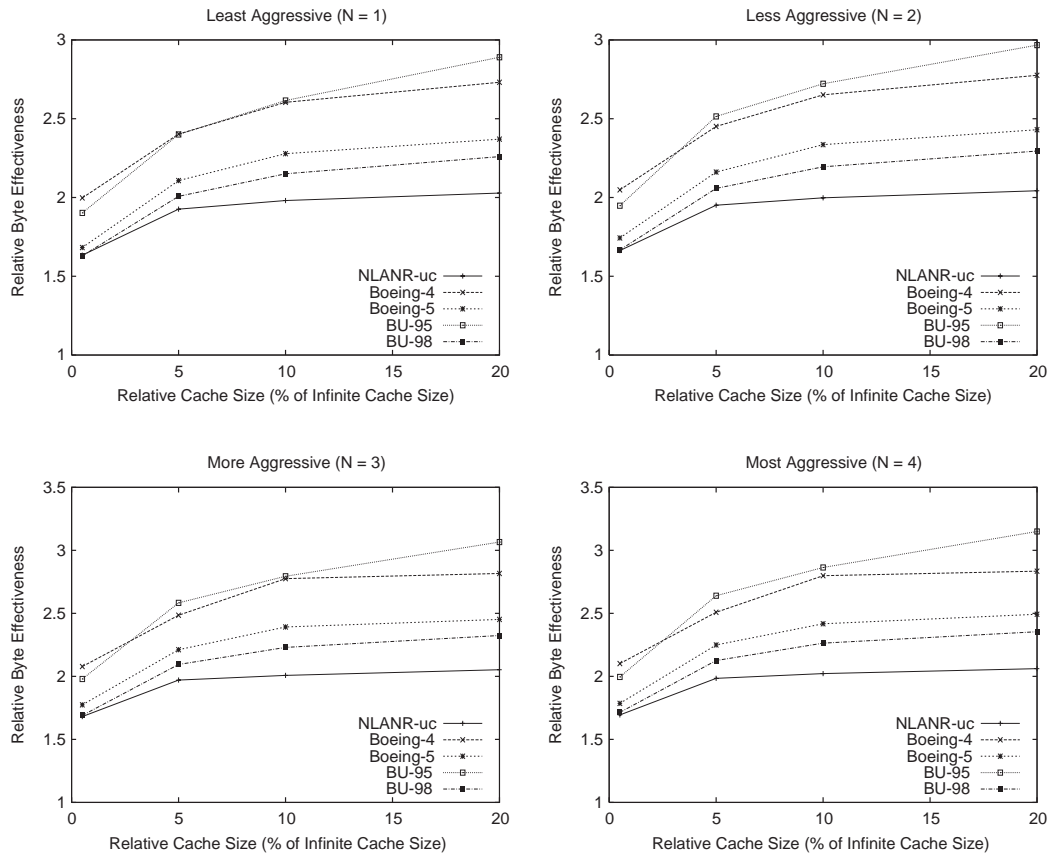 Least Aggressive (N = 1)
3
2.5
2
1.5
1
Relative Byte Effectiveness
NLANR-uc
Boeing-4
Boeing-5
BU-95
BU-98
0 5 10 15 20
Relative Cache Size (% of Infinite Cache Size)
Less Aggressive (N = 2)
3
2.5
2
1.5
1
Relative Byte Effectiveness
NLANR-uc
Boeing-4
Boeing-5
BU-95
BU-98
0 5 10 15 20
Relative Cache Size (% of Infinite Cache Size)
More Aggressive (N = 3)
3.5
3
2.5
2
1.5
1
Relative Byte Effectiveness
NLANR-uc
Boeing-4
Boeing-5
BU-95
BU-98
0 5 10 15 20
Relative Cache Size (% of Infinite Cache Size)
Most Aggressive (N = 4)
3.5
3
2.5
2
1.5
1
Relative Byte Effectiveness
NLANR-uc
Boeing-4
Boeing-5
BU-95
BU-98
0 5 10 15 20
Relative Cache Size (% of Infinite Cache Size)